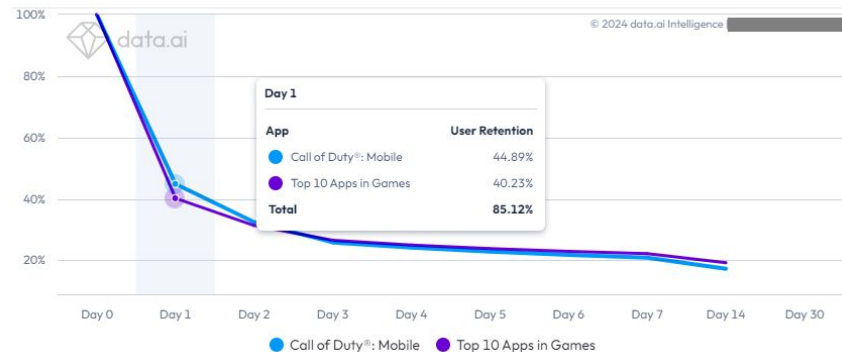 100%
© 2024 data.ai Intelligence
data.ai
80%
Day 1
App User Retention
60%
Call of Duty®: Mobile 44.89%
Top 10 Apps in Games 40.23%
40%
Total 85.12%
20%
Day 0 Day 1 Day 2 Day 3 Day 4 Day 5 Day 6 Day 7 Day 14 Day 30
Call of Duty®: Mobile Top 10 Apps in Games